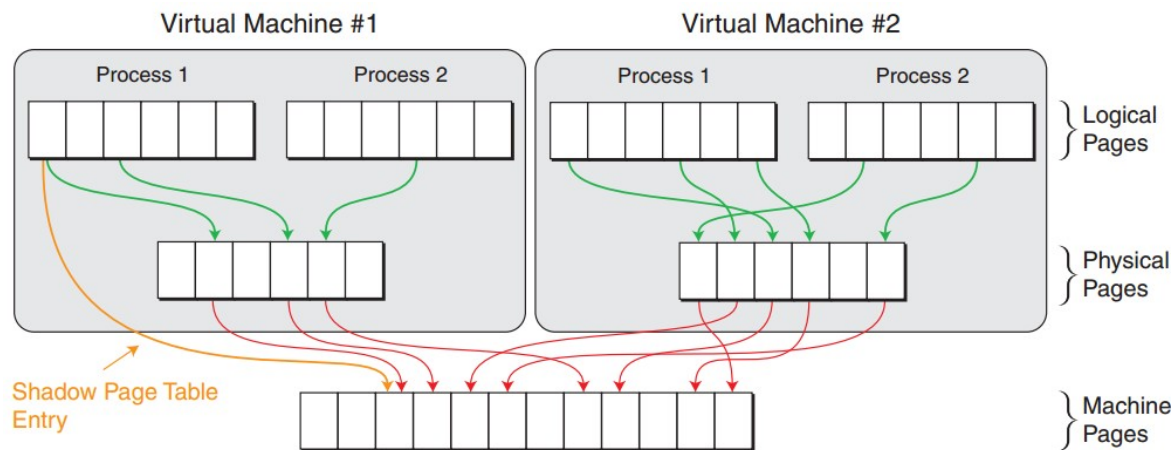 Virtual Machine #1
Virtual Machine #2
Process 1
Process 2
Process 1
Process 2
Logical
Pages
Physical
Pages
Shadow Page Table
Entry
Machine
Pages